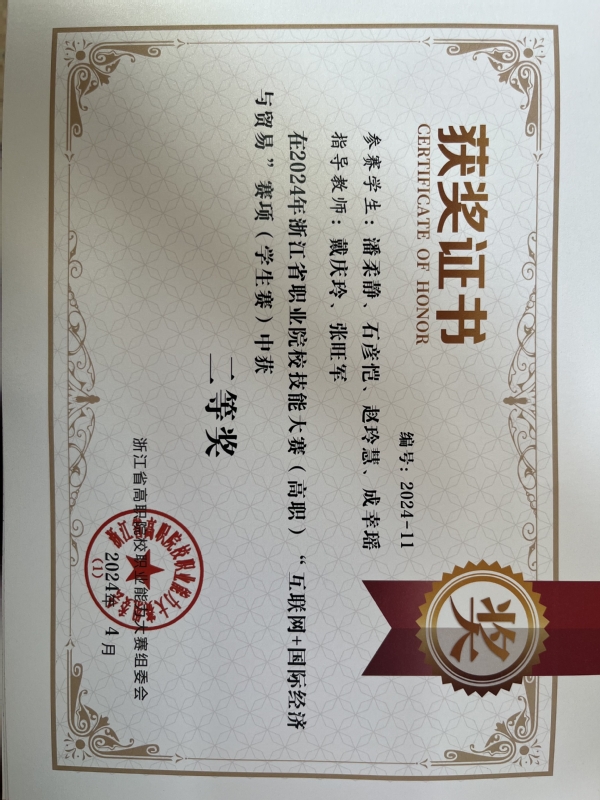 获奖证书
CERTIFICATE OF HONOR
编号：2024-11
参赛学生：潘柔静、石彦恺、赵玲慧、成幸瑶
指导教师：戴庆玲、张旺军
在2024年浙江省职业院校技能大赛（高职）“互联网+国际经济
与贸易”赛项（学生赛）中获
二等奖
浙江省高职院校职业能力大赛组委会
2024年 4月
(1)
奖